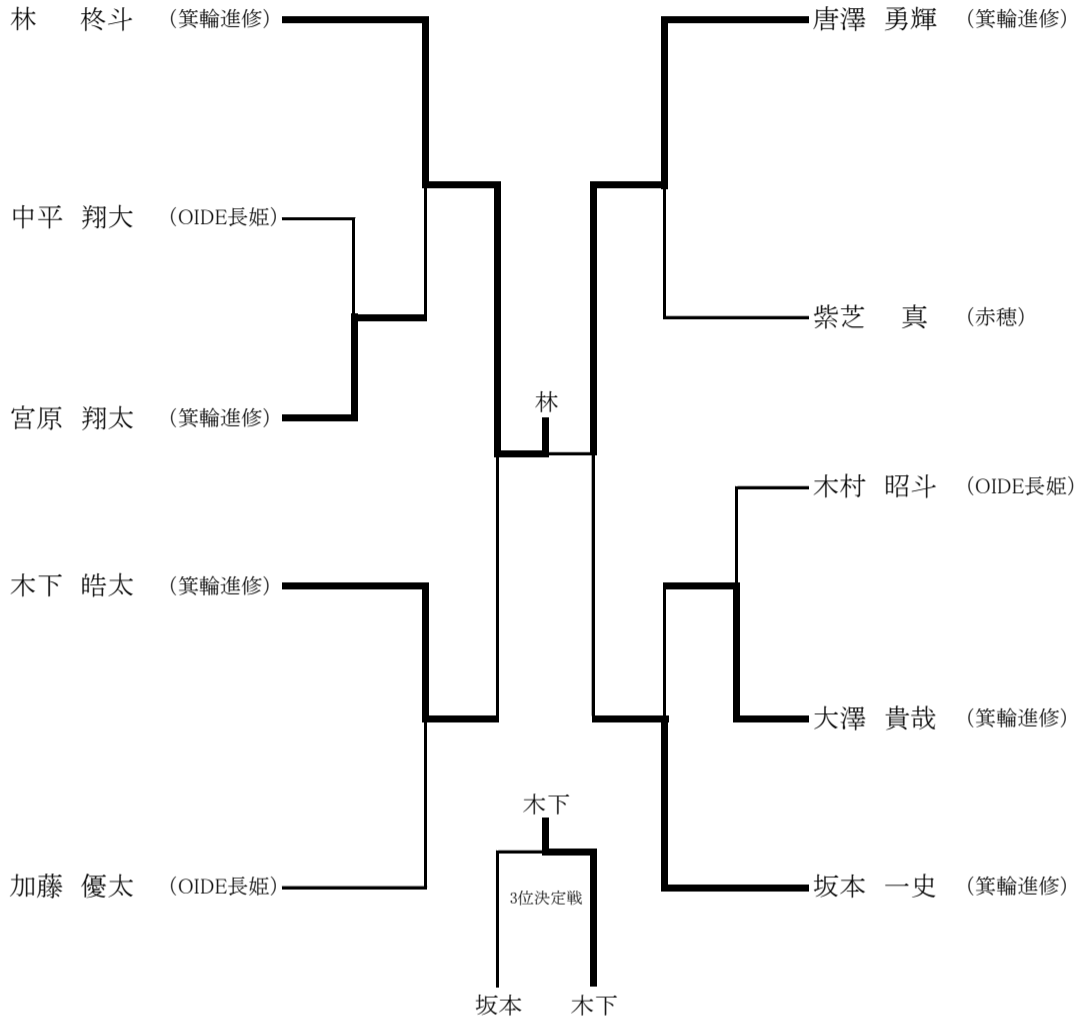 林 柊斗 (箕輪進修)
中平 翔大 (OIDE長姫)
宮原 翔太 (箕輪進修)
木下 皓太 (箕輪進修)
加藤 優太 (OIDE長姫)
林
木下
3位決定戦
坂本 木下
唐澤 勇輝 (箕輪進修)
紫芝 真 (赤穂)
木村 昭斗 (OIDE長姫)
大澤 貴哉 (箕輪進修)
坂本 一史 (箕輪進修)